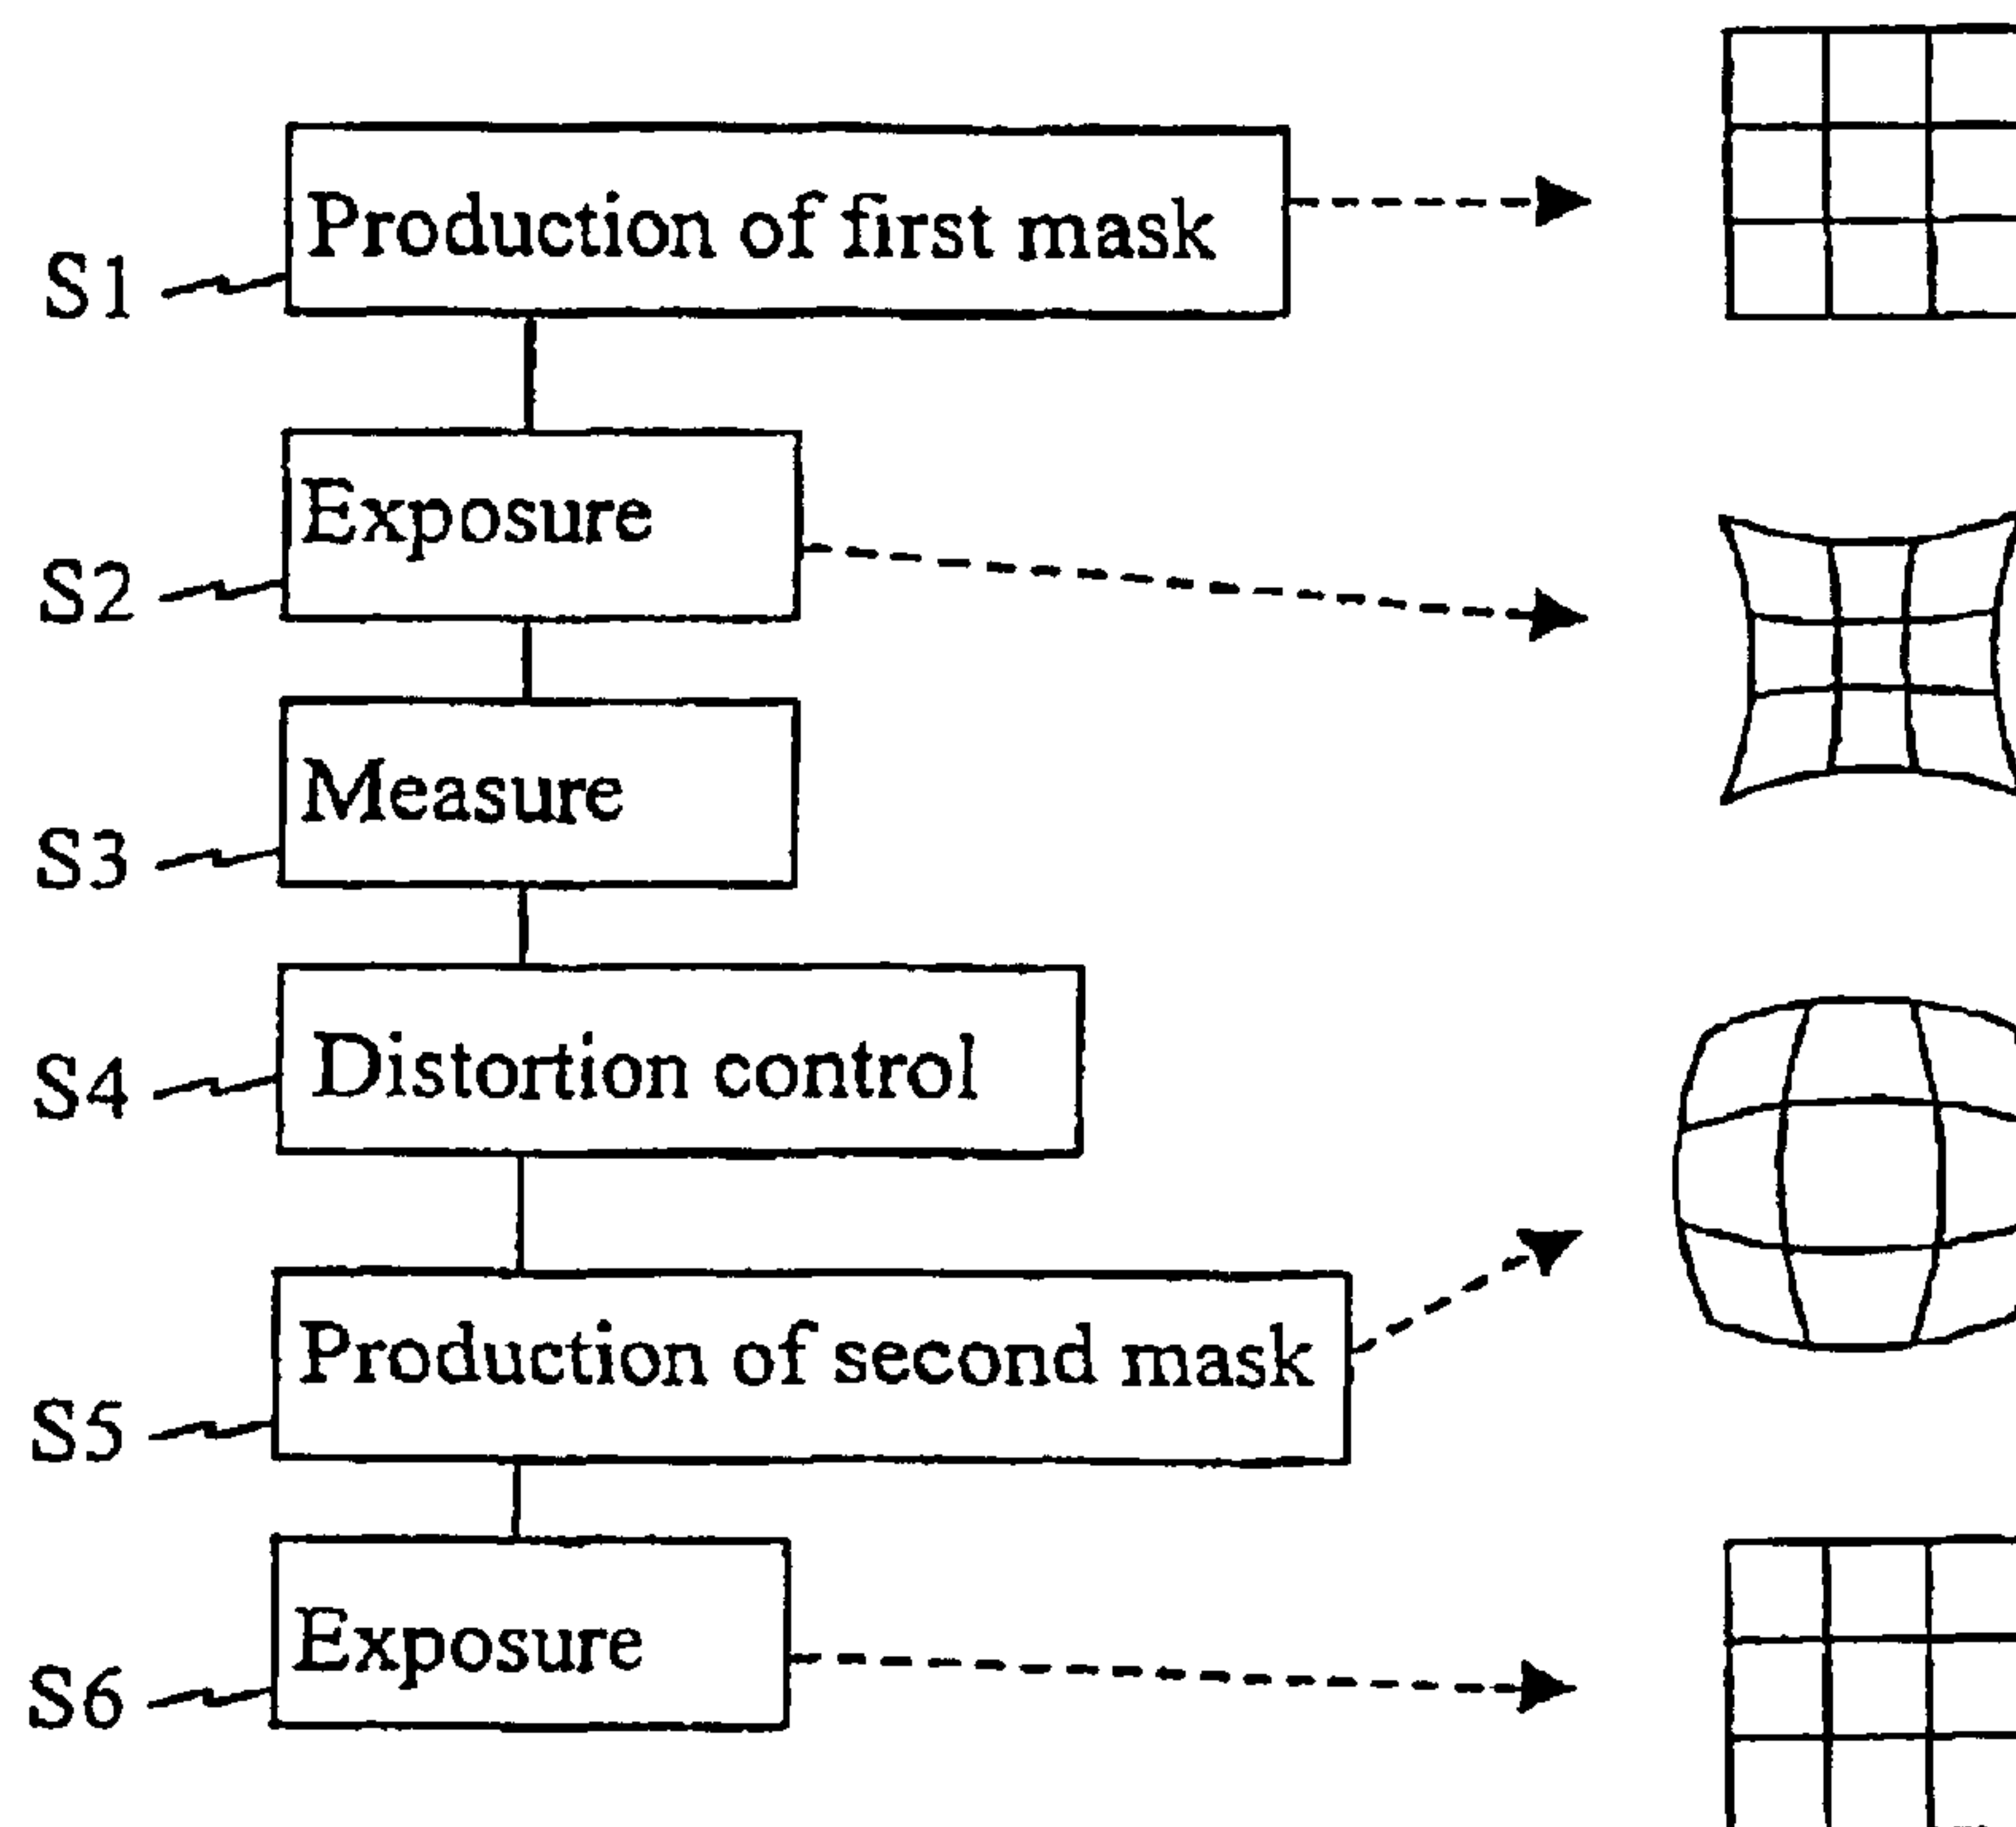 Production of first mask
S1
Exposure
S2
Measure
S3
Distortion control
S4
Production of second mask
S5
Exposure
S6